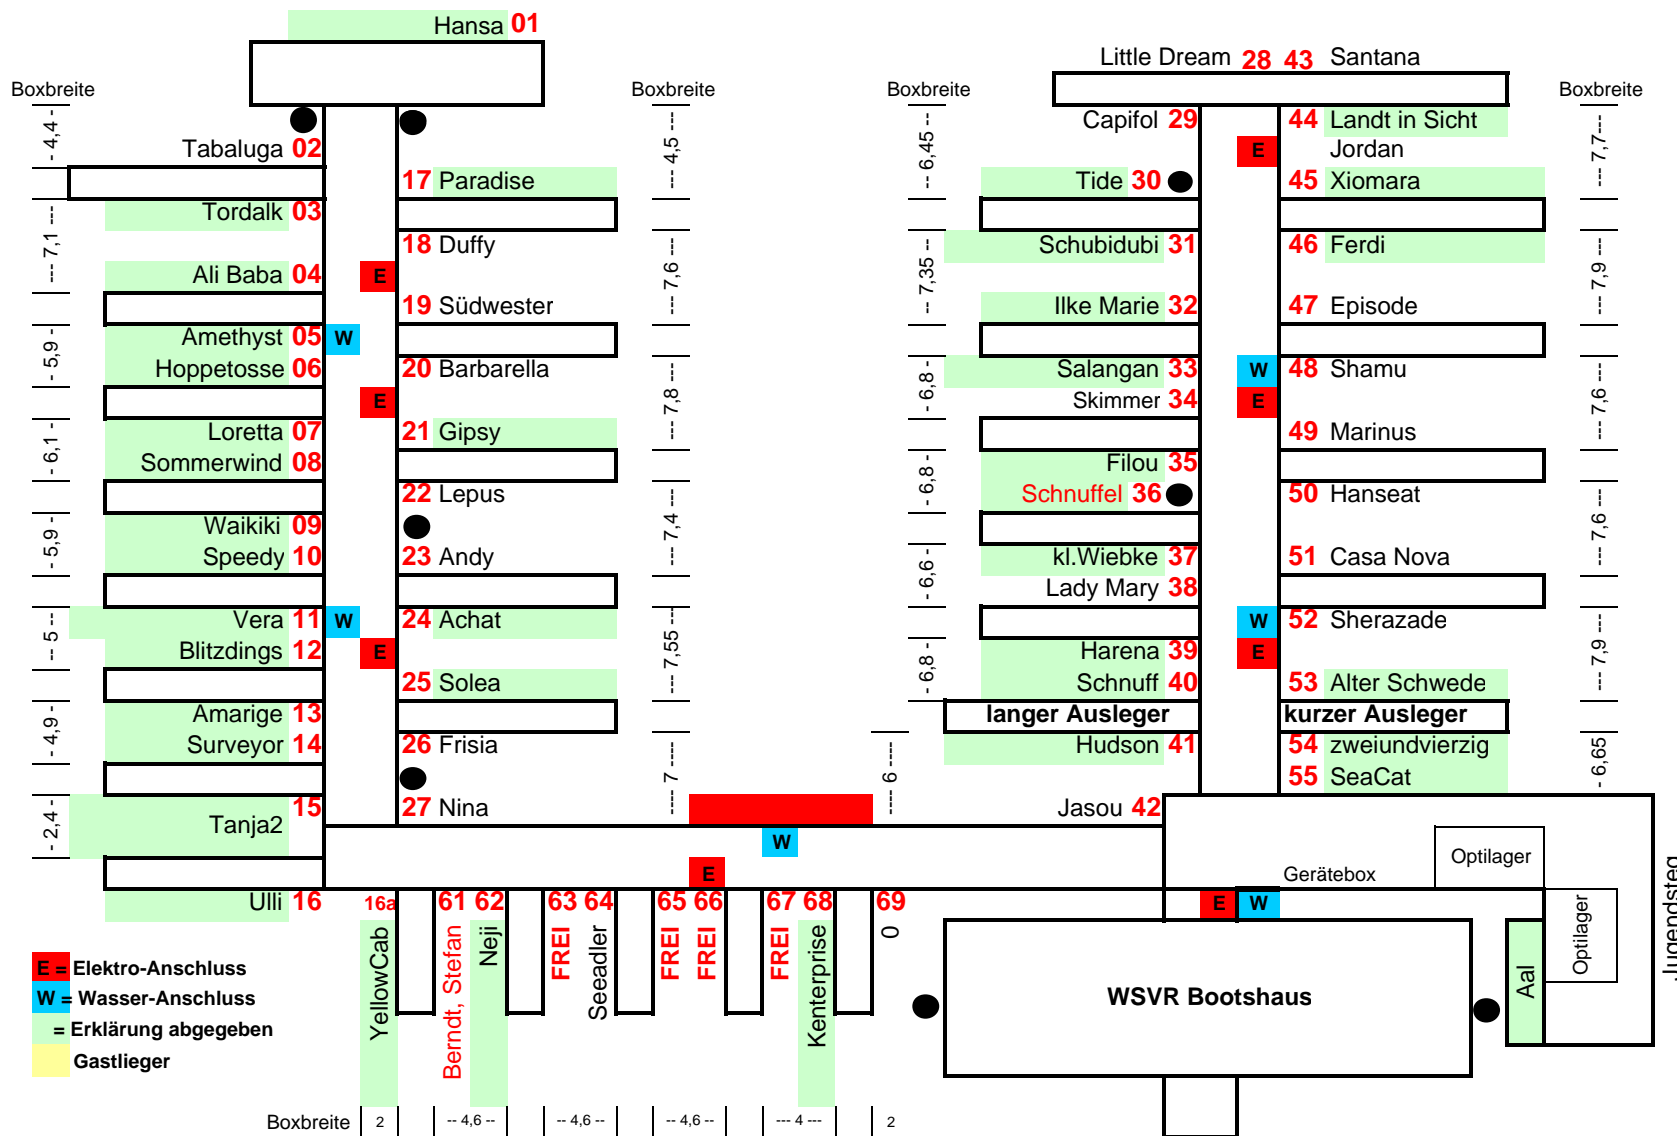 Hansa 01
Little Dream 28 43 Santana
Boxbreite Boxbreite Boxbreite Boxbreite
- 4,4 -
--- 4,5 ---
- 6,45 --
--- 7,7---
Capifol 29 44 Landt in Sicht
Tabaluga 02 E Jordan
17 Paradise Tide 30 45 Xiomara
Tordalk 03
--- 7,1 ---
---- 7,6 ---
- 7,35 ---
--- 7,9 ---
18 Duffy Schubidubi 31 46 Ferdi
Ali Baba 04 E
19 Südwester Ilke Marie 32 47 Episode
Amethyst 05 W
- 5,9 -
---- 7,8 ---
- 6,8 -
--- 7,6 ---
Hoppetosse 06 20 Barbarella Salangan 33 W 48 Shamu
E Skimmer 34 E
Loretta 07 21 Gipsy 49 Marinus
- 6,1 -
Sommerwind 08 Filou 35
- 6,8-
22 Lepus Schnuffel 36 50 Hanseat
---- 7,4 ---
--- 7,6 ---
Waikiki 09
- 5,9 -
Speedy 10 23 Andy kl.Wiebke 37 51 Casa Nova
- 6,6 -
Lady Mary 38
Vera 11 W 24 Achat W 52 Sherazade
-- 5 --
---- 7,55 ---
- 6,8 -
--- 7,9 ---
Blitzdings 12 E Harena 39 E
25 Solea Schnuff 40 53 Alter Schwede
Amarige 13 langer Ausleger kurzer Ausleger
- 4,9 -
Surveyor 14 26 Frisia Hudson 41 54 zweiundvierzig
---- 7 ----
---- 6 ---
- 6,65
55 SeaCat
15 27 Nina Jasou 42
- 2,4 -
Tanja2
W
Optilager
E Gerätebox
Ulli 16 16a 61 62 63 64 65 66 67 68 69 E W
YellowCab
Berndt, Stefan
Neji
FREI
Seeadler
FREI
FREI
FREI
Kenterprise
0
WSVR Bootshaus
Aal
Optilager
Jugendsteg
E = Elektro-Anschluss
W = Wasser-Anschluss
= Erklärung abgegeben
Gastlieger
Boxbreite 2 -- 4,6 -- -- 4,6 -- -- 4,6 -- --- 4 --- 2